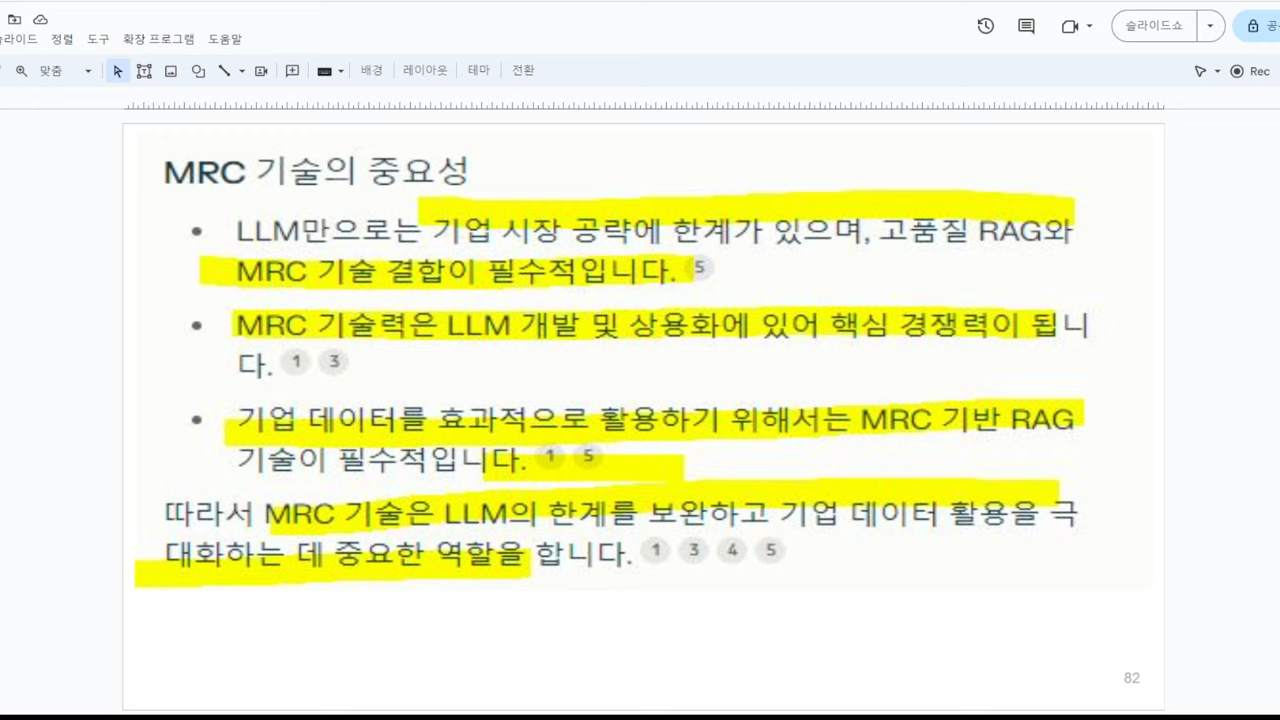 슬라이드 정렬 도구 확장 프로그램 도움말
슬라이드쇼
맞춤 배경 레이아웃 테마 전환 Rec
MRC 기술의 중요성
• LLM만으로는 기업 시장 공략에 한계가 있으며, 고품질 RAG와
MRC 기술 결합이 필수적입니다. 5
• MRC 기술력은 LLM 개발 및 상용화에 있어 핵심 경쟁력이 됩니
다. 1 3
• 기업 데이터를 효과적으로 활용하기 위해서는 MRC 기반 RAG
기술이 필수적입니다. 1 5
따라서 MRC 기술은 LLM의 한계를 보완하고 기업 데이터 활용을 극
대화하는 데 중요한 역할을 합니다. 1 3 4 5
82